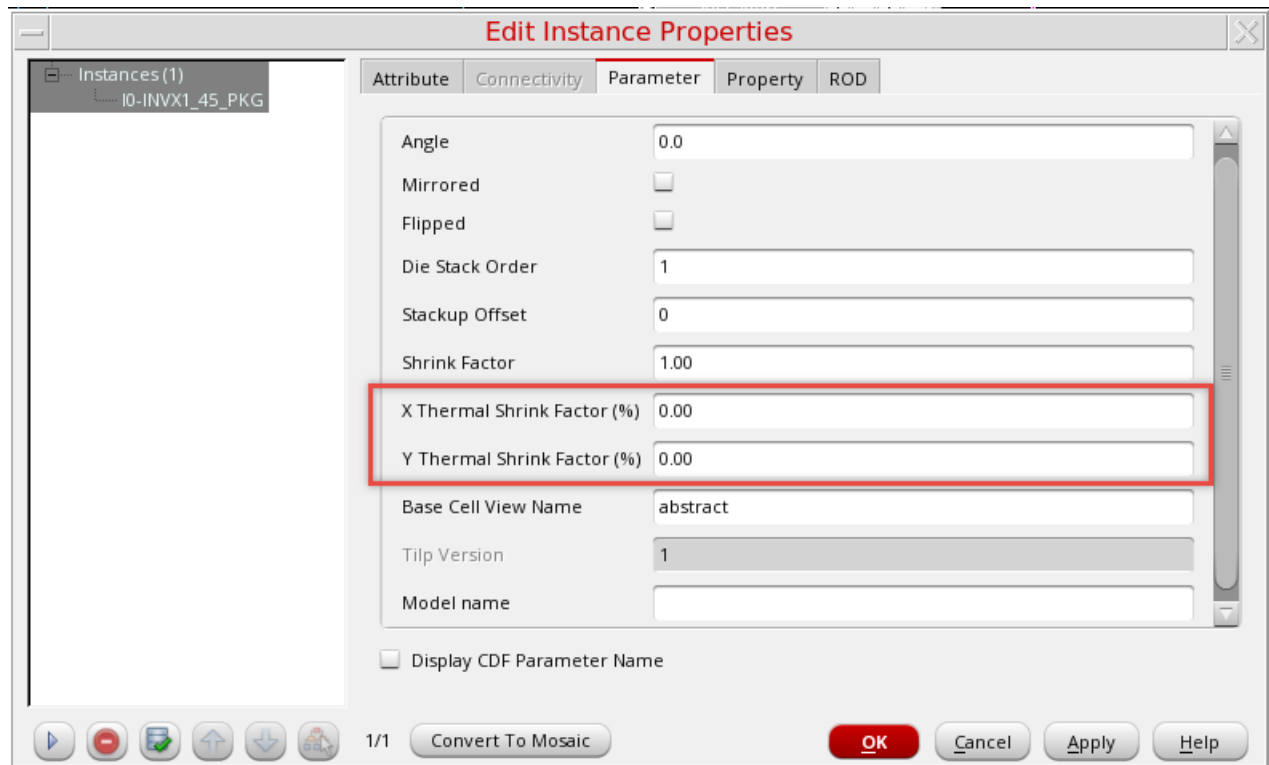 Edit Instance Properties
Instances (1)
I0-INVX1_45_PKG
Attribute Connectivity Parameter Property ROD
Angle 0.0
Mirrored
Flipped
Die Stack Order 1
Stackup Offset 0
Shrink Factor 1.00
X Thermal Shrink Factor (%) 0.00
Y Thermal Shrink Factor (%) 0.00
Base Cell View Name abstract
Tilp Version 1
Model name
Display CDF Parameter Name
1/1 Convert To Mosaic OK Cancel Apply Help